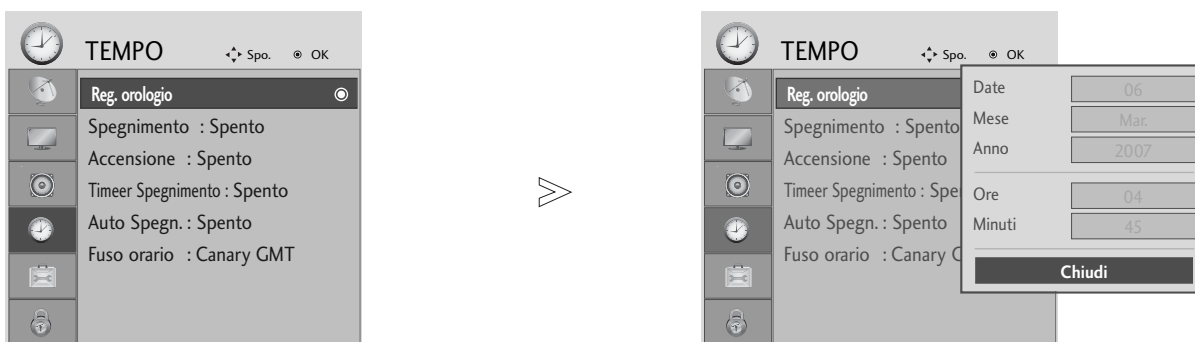 TEMPO Spo. OK
Reg. orologio
Spegnimento : Spento
Accensione : Spento
Timeer Spegnimento : Spento
Auto Spegn. : Spento
Fuso orario : Canary GMT
TEMPO Spo. OK
Reg. orologio
Spegnimento : Spento
Accensione : Spento
Timeer Spegnimento : Spe
Auto Spegn. : Spento
Fuso orario : Canary G
Date 06
Mese Mar.
Anno 2007
Ore 04
Minuti 45
Chiudi